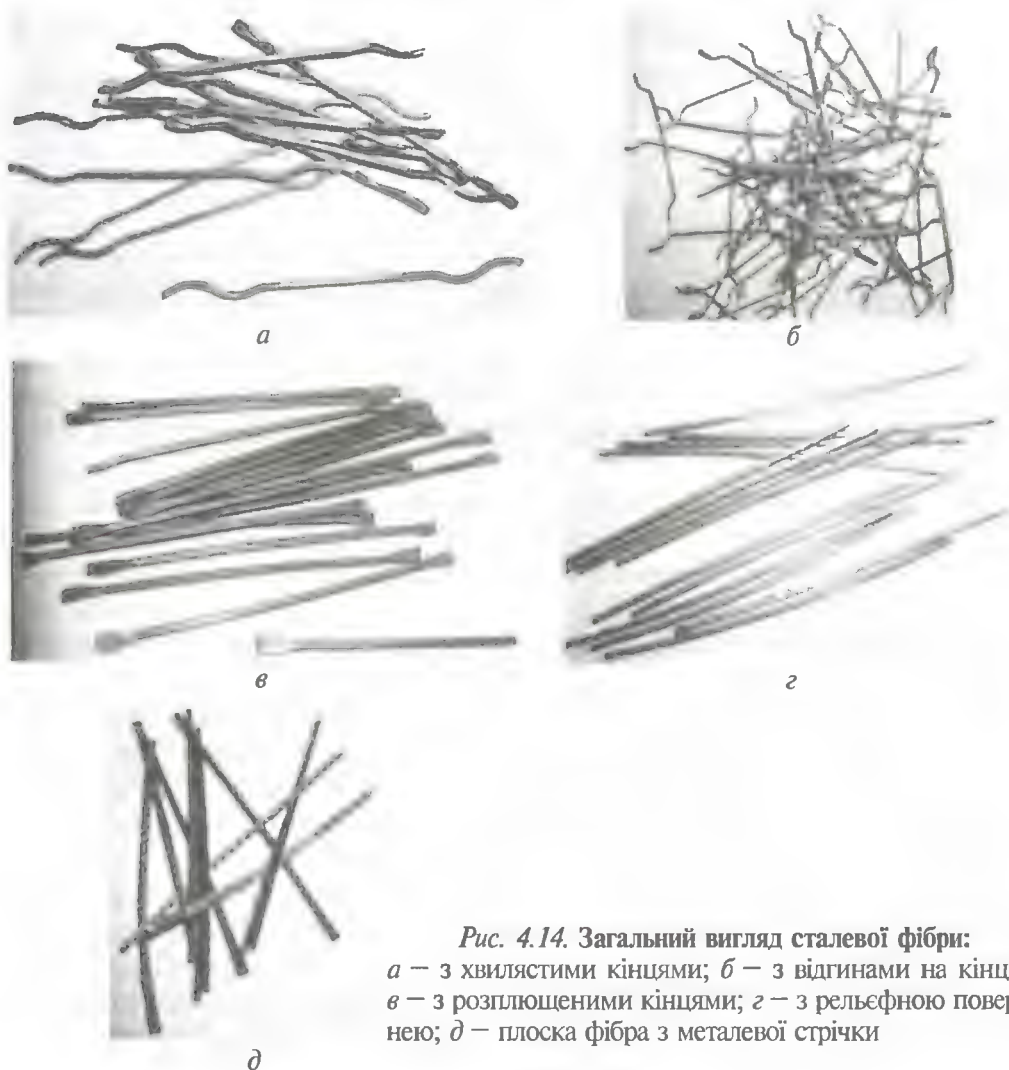 а
б
в
г
д
Рис. 4.14. Загальний вигляд сталевої фібри:
а – з хвилястими кінцями; б – з відгинами на кінц
в – з розплющеними кінцями; г – з рельєфною повер
нею; д – плоска фібра з металевої стрічки